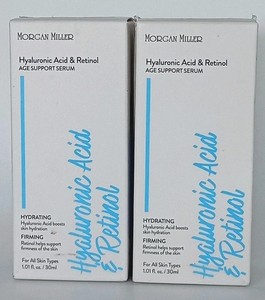 MORGAN MILLER
Hyaluronic Acid & Retinol
AGE SUPPORT SERUM
Hyaluronic Acid
& Retinol
HYDRATING
Hyaluronic Acid boosts
skin hydration
FIRMING
Retinol helps support
firmness of the skin
For All Skin Types
1.01 fl. oz. / 30ml
MORGAN MILLER
Hyaluronic Acid & Retinol
AGE SUPPORT SERUM
Hyaluronic Acid
& Retinol
HYDRATING
Hyaluronic Acid boosts
skin hydration
FIRMING
Retinol helps support
firmness of the skin
For All Skin Types
1.01 fl. oz. / 30ml